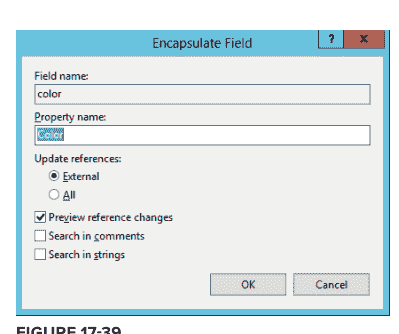 Encapsulate Field
? x
Field name:
color
Property name:
Color
Update references:
External
All
Preview reference changes
Search in comments
Search in strings
OK Cancel
FIGURE 17-39